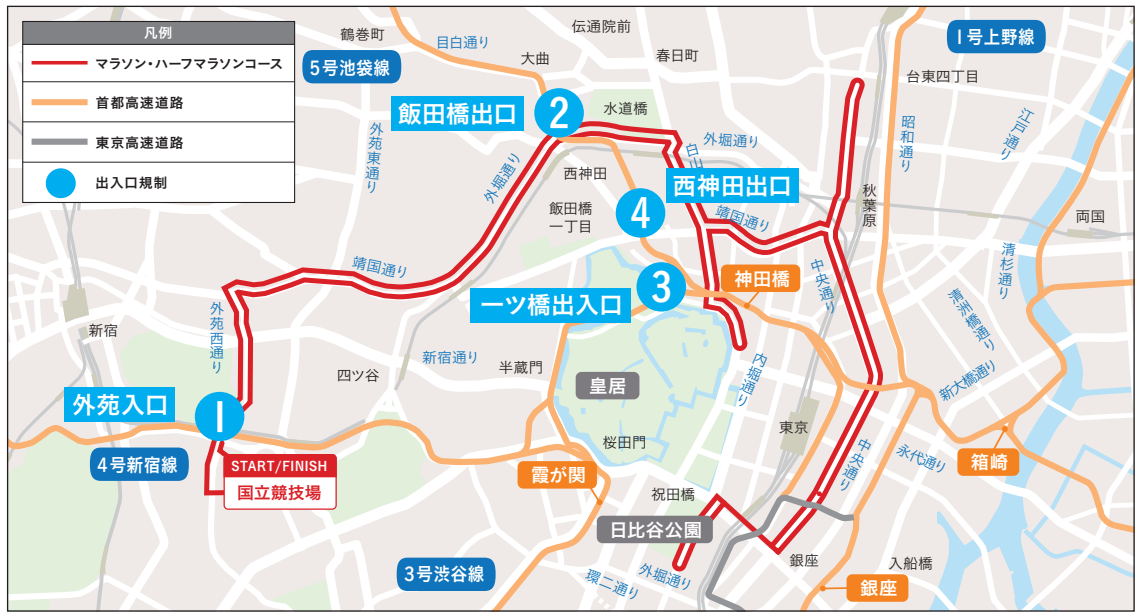 凡例
マラソン・ハーフマラソンコース
首都高速道路
東京高速道路
出入口規制
鶴巻町
目白通り
伝通院前
大曲
春日町
1号上野線
5号池袋線
台東四丁目
飯田橋出口
2
水道橋
外苑東通り
外堀通り
外堀通り
白山
昭和通り
江戸通り
西神田
西神田出口
飯田橋
一丁目
4
靖国通り
秋葉原
両国
靖国通り
一ツ橋出入口
3
神田橋
中央通り
清杉通り
清洲橋通り
新宿
外苑西通り
新宿通り
半蔵門
四ツ谷
内堀通り
新大橋通り
皇居
外苑入口
1
桜田門
東京
中央通り
永代通り
箱崎
4号新宿線
START/FINISH
国立競技場
霞が関
祝田橋
日比谷公園
銀座
入船橋
3号渋谷線
環二通り
外堀通り
銀座